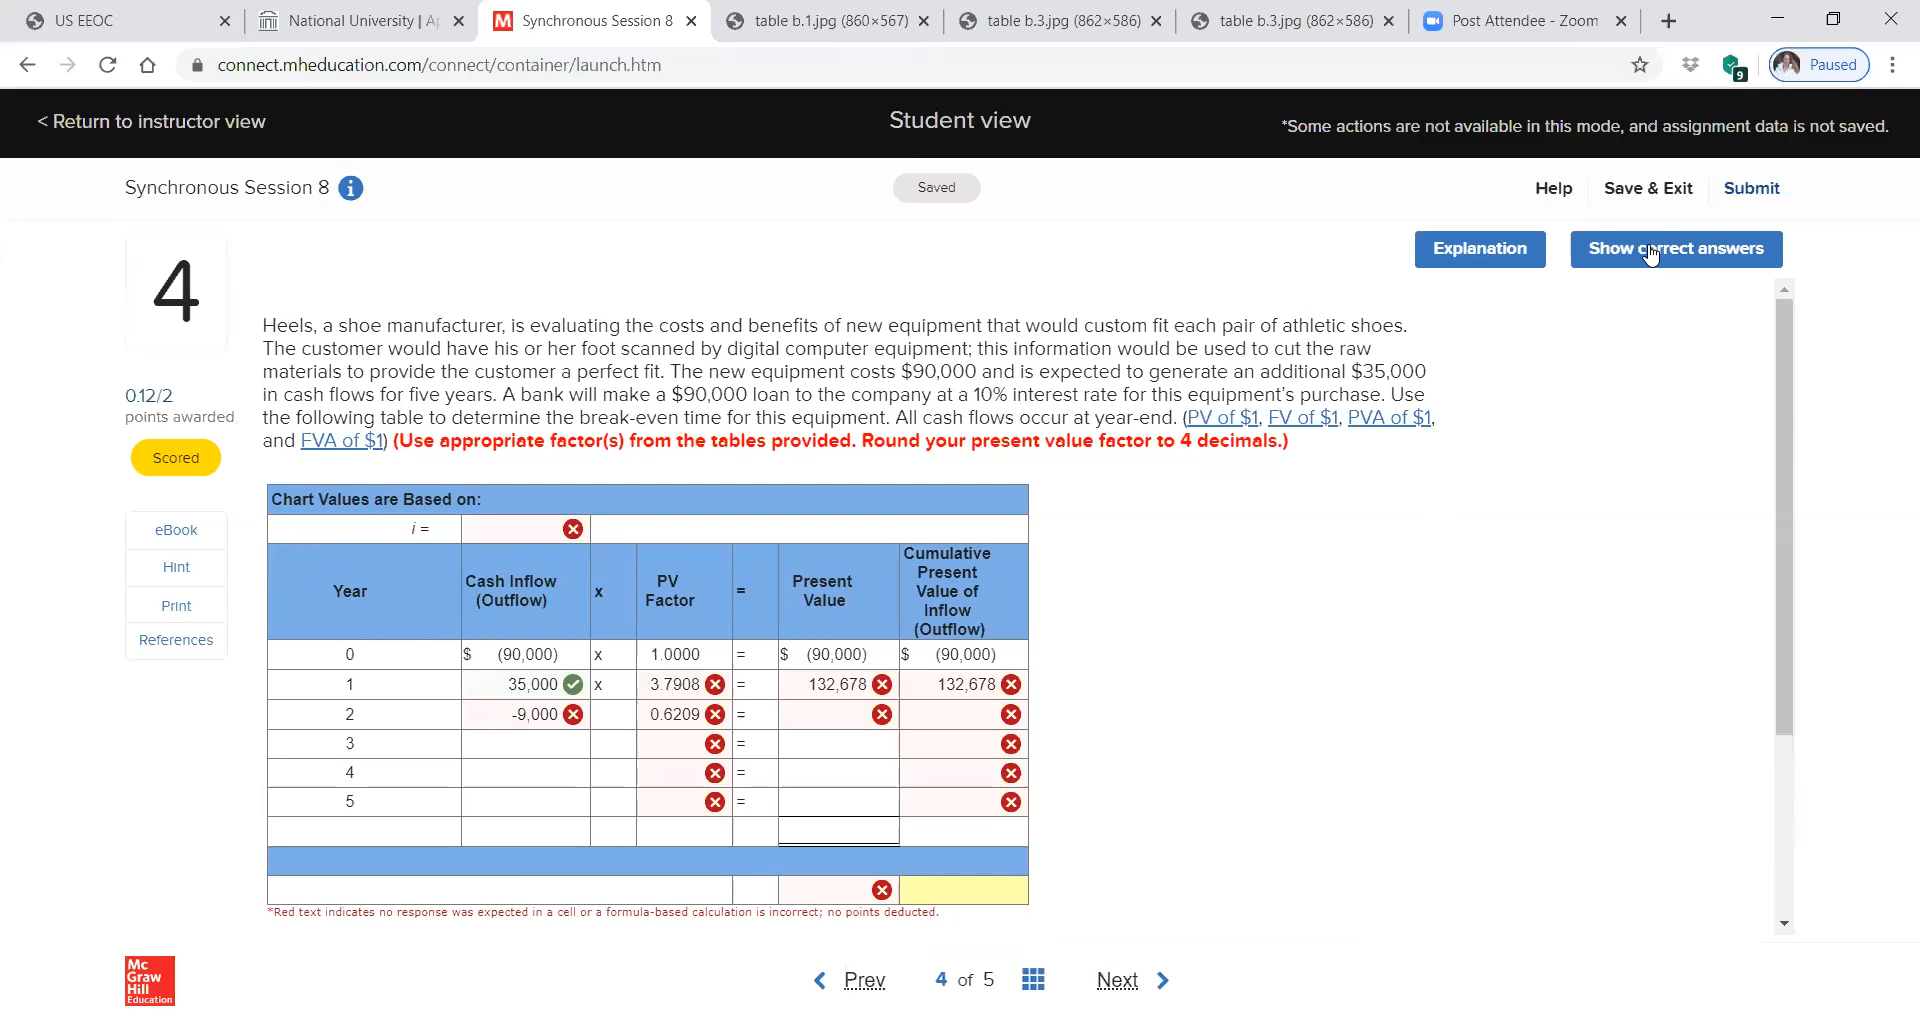 US EEOC
National University | Ap
Synchronous Session 8
table b.1.jpg (860×567)
table b.3.jpg (862×586)
table b.3.jpg (862×586)
Post Attendee - Zoom
connect.mheducation.com/connect/container/launch.htm
9
Paused
< Return to instructor view
Student view
*Some actions are not available in this mode, and assignment data is not saved.
Synchronous Session 8
Saved
Help
Save & Exit
Submit
4
Explanation
Show correct answers
0.12/2
points awarded
Scored
eBook
Hint
Print
References
Heels, a shoe manufacturer, is evaluating the costs and benefits of new equipment that would custom fit each pair of athletic shoes.
The customer would have his or her foot scanned by digital computer equipment; this information would be used to cut the raw
materials to provide the customer a perfect fit. The new equipment costs $90,000 and is expected to generate an additional $35,000
in cash flows for five years. A bank will make a $90,000 loan to the company at a 10% interest rate for this equipment's purchase. Use
the following table to determine the break-even time for this equipment. All cash flows occur at year-end. (PV of $1, FV of $1, PVA of $1,
and FVA of $1) (Use appropriate factor(s) from the tables provided. Round your present value factor to 4 decimals.)
Chart Values are Based on:
i =
Year
Cash Inflow
(Outflow)
x
PV
Factor
=
Present
Value
Cumulative
Present
Value of
Inflow
(Outflow)
0 $ (90,000) x 1.0000 = $ (90,000) $ (90,000)
1 35,000 x 3.7908 = 132,678 132,678
2 -9,000 0.6209 =
3 =
4 =
5 =
*Red text indicates no response was expected in a cell or a formula-based calculation is incorrect; no points deducted.
Mc
Graw
Hill
Education
Prev
4 of 5
Next